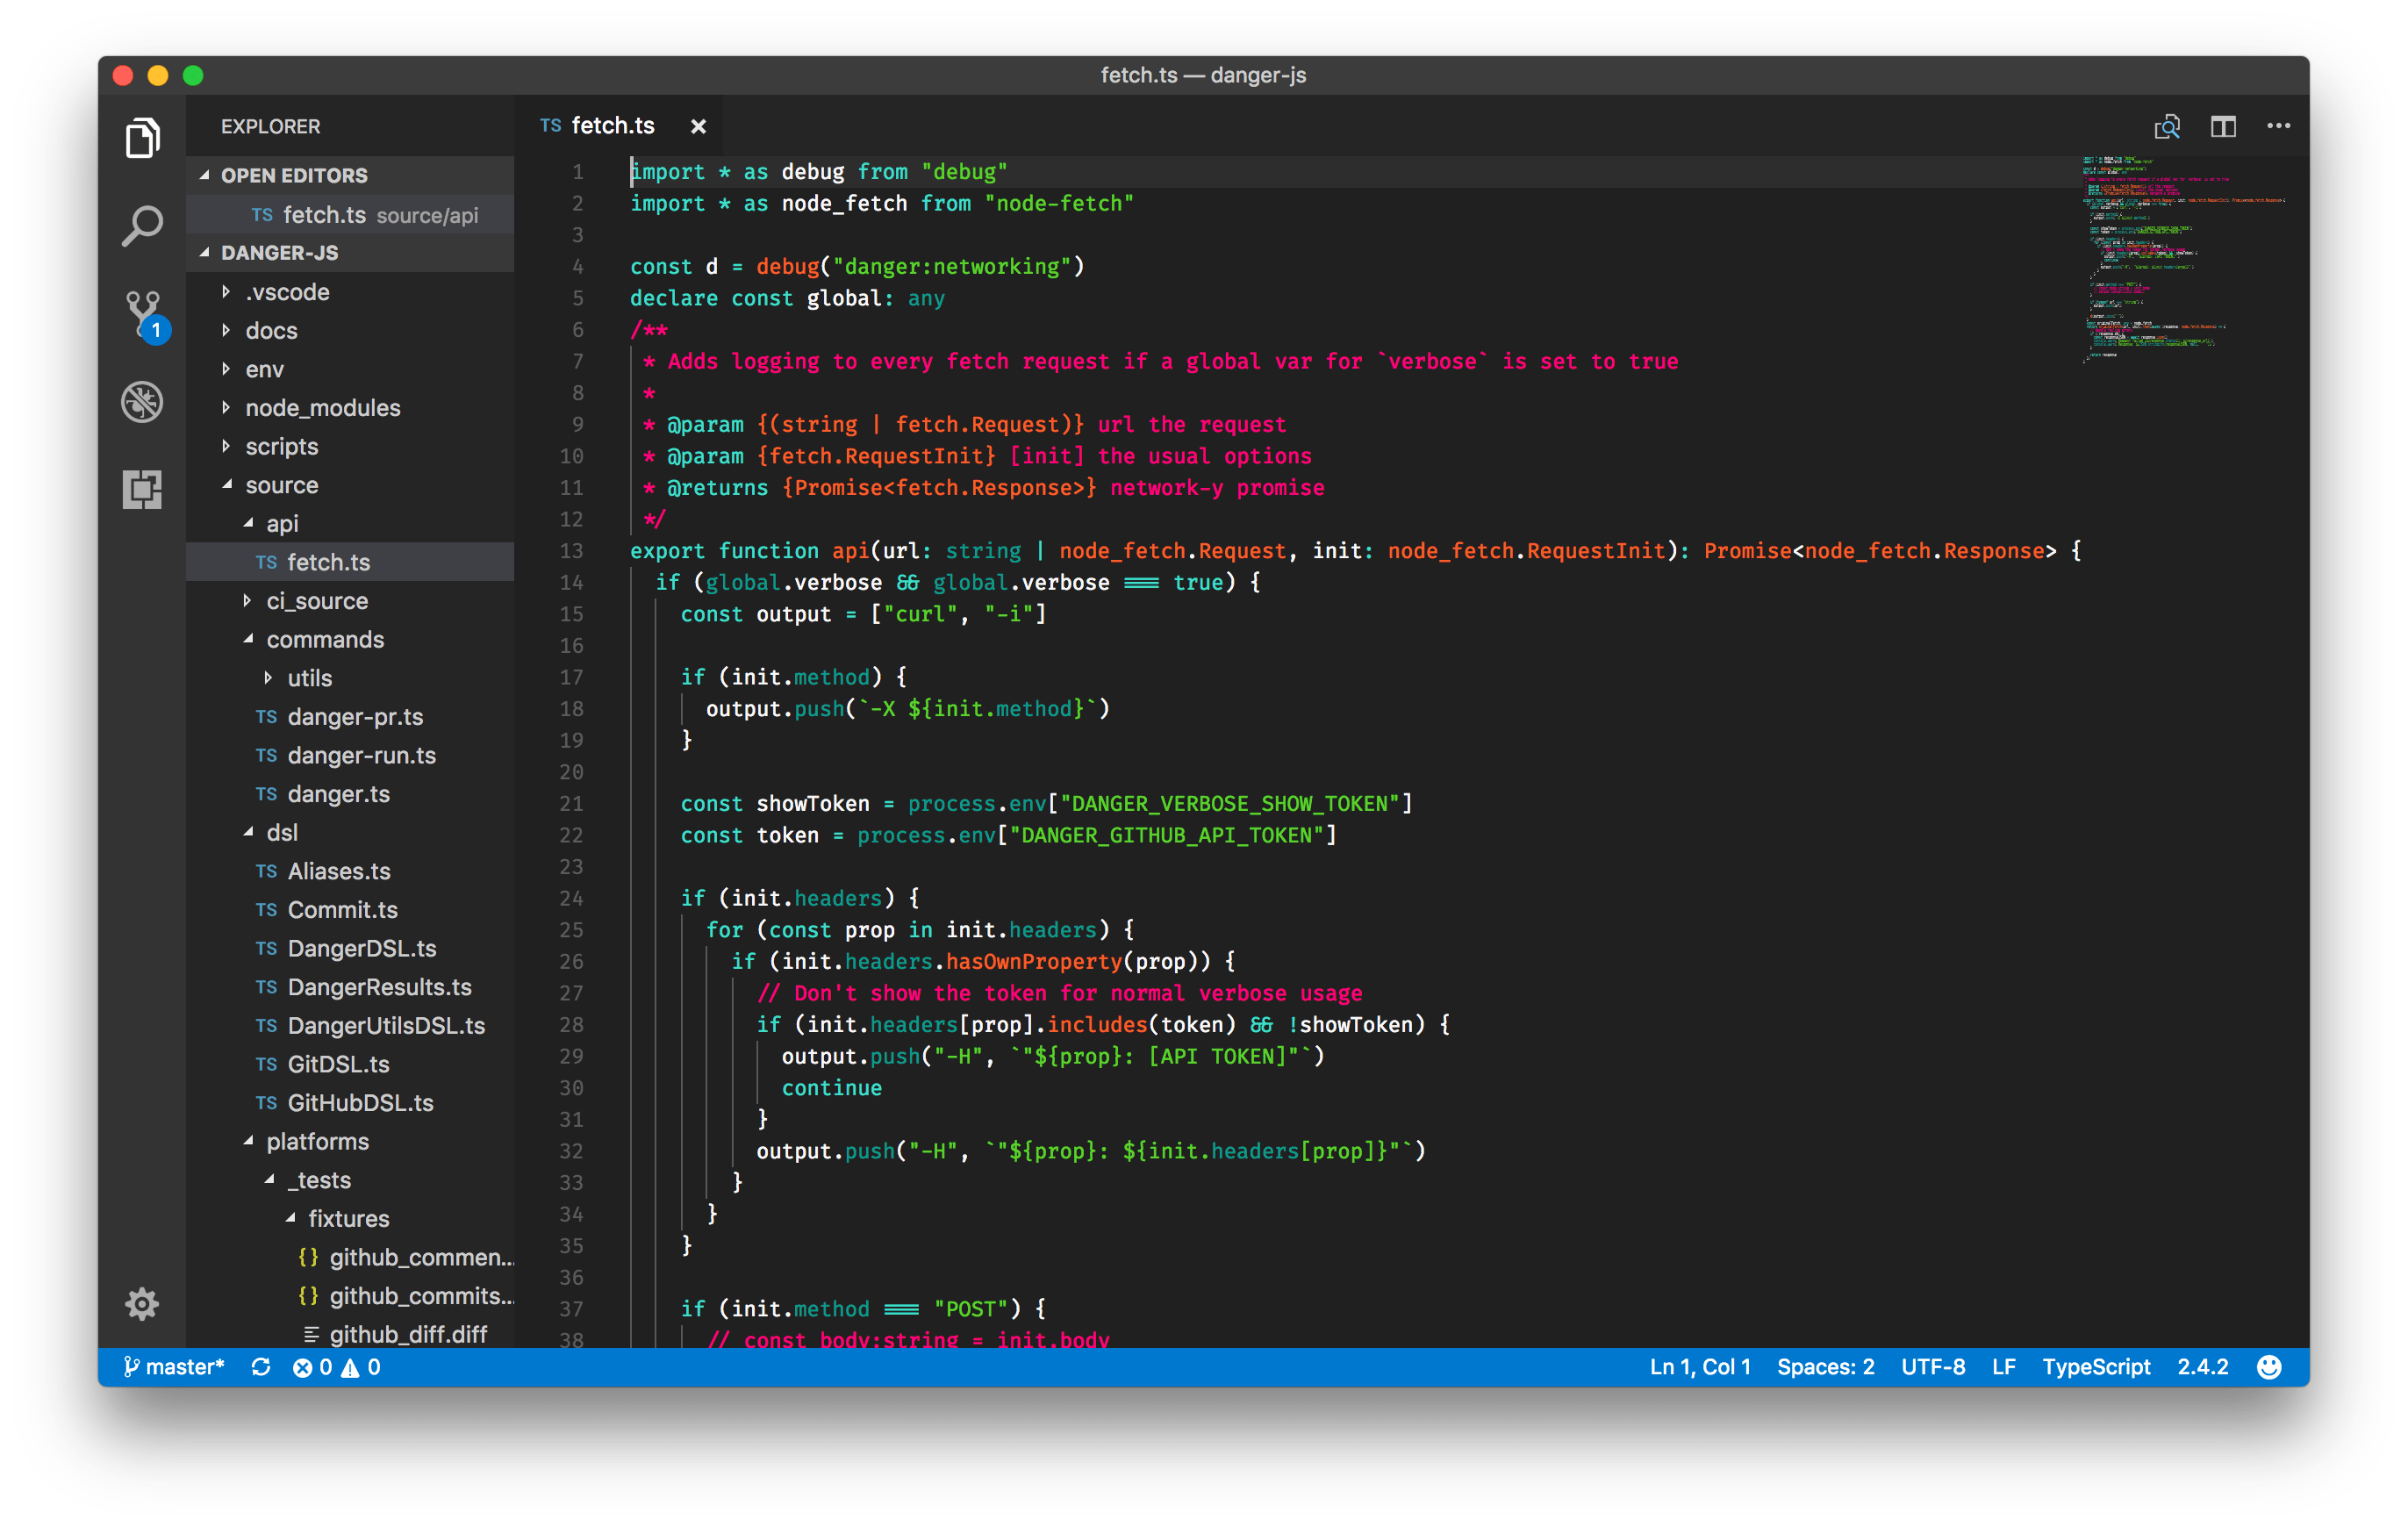 fetch.ts — danger-js
EXPLORER
OPEN EDITORS
TS fetch.ts source/api
DANGER-JS
.vscode
docs
env
node_modules
scripts
source
api
TS fetch.ts
ci_source
commands
utils
TS danger-pr.ts
TS danger-run.ts
TS danger.ts
dsl
TS Aliases.ts
TS Commit.ts
TS DangerDSL.ts
TS DangerResults.ts
TS DangerUtilsDSL.ts
TS GitDSL.ts
TS GitHubDSL.ts
platforms
_tests
fixtures
{} github_commen...
{} github_commits...
github_diff.diff
1
TS fetch.ts ×
1 import * as debug from "debug"
2 import * as node_fetch from "node-fetch"
3
4 const d = debug("danger:networking")
5 declare const global: any
6 /**
7  * Adds logging to every fetch request if a global var for `verbose` is set to true
8  *
9  * @param {(string | fetch.Request)} url the request
10  * @param {fetch.RequestInit} [init] the usual options
11  * @returns {Promise<fetch.Response>} network-y promise
12  */
13 export function api(url: string | node_fetch.Request, init: node_fetch.RequestInit): Promise<node_fetch.Response> {
14   if (global.verbose && global.verbose === true) {
15     const output = ["curl", "-i"]
16
17     if (init.method) {
18       output.push(`-X ${init.method}`)
19     }
20
21     const showToken = process.env["DANGER_VERBOSE_SHOW_TOKEN"]
22     const token = process.env["DANGER_GITHUB_API_TOKEN"]
23
24     if (init.headers) {
25       for (const prop in init.headers) {
26         if (init.headers.hasOwnProperty(prop)) {
27           // Don't show the token for normal verbose usage
28           if (init.headers[prop].includes(token) && !showToken) {
29             output.push("-H", `"${prop}: [API TOKEN]"`)
30             continue
31           }
32           output.push("-H", `"${prop}: ${init.headers[prop]}"`)
33         }
34       }
35     }
36
37     if (init.method === "POST") {
38       // const body:string = init.body
master* 0 0
Ln 1, Col 1 Spaces: 2 UTF-8 LF TypeScript 2.4.2